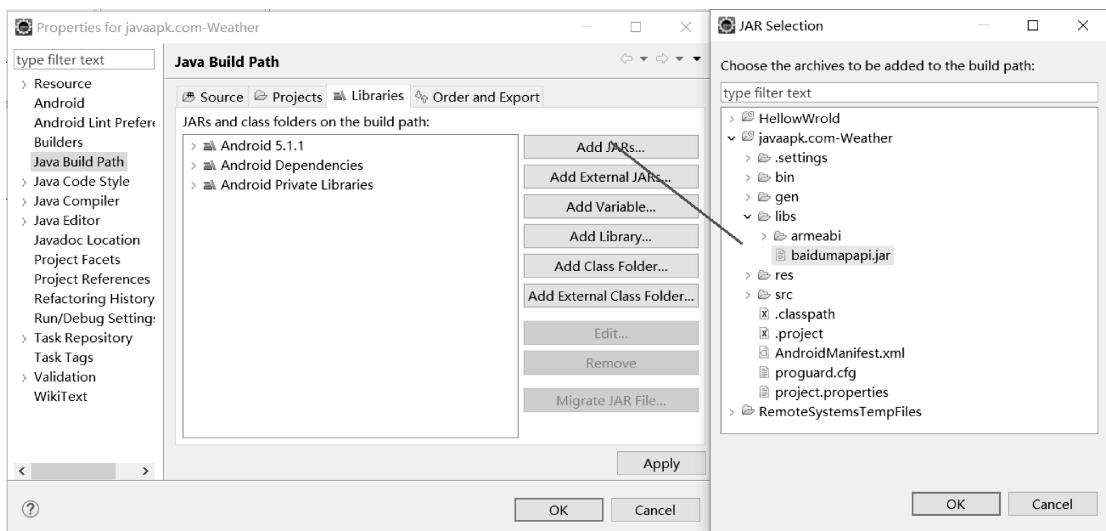 Properties for javaapk.com-Weather
type filter text
Resource
Android
Android Lint Prefere
Builders
Java Build Path
Java Code Style
Java Compiler
Java Editor
Javadoc Location
Project Facets
Project References
Refactoring History
Run/Debug Setting:
Task Repository
Task Tags
Validation
WikiText
Java Build Path
Source Projects Libraries Order and Export
JARs and class folders on the build path:
Android 5.1.1
Android Dependencies
Android Private Libraries
Add JARs...
Add External JARs...
Add Variable...
Add Library...
Add Class Folder...
Add External Class Folder...
Edit...
Remove
Migrate JAR File...
Apply
OK Cancel
JAR Selection
Choose the archives to be added to the build path:
type filter text
HellowWrold
javaapk.com-Weather
.settings
bin
gen
libs
armeabi
baidumapapi.jar
res
src
.classpath
.project
AndroidManifest.xml
proguard.cfg
project.properties
RemoteSystemsTempFiles
OK Cancel